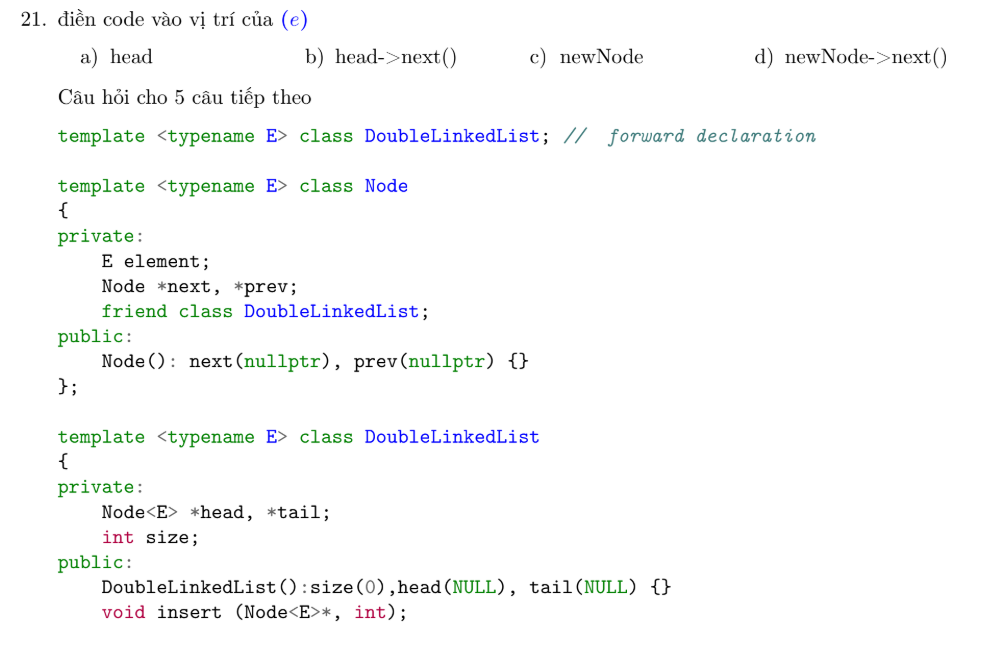 21. điền code vào vị trí của (e)
a) head b) head->next() c) newNode d) newNode->next()
Câu hỏi cho 5 câu tiếp theo
template <typename E> class DoubleLinkedList; // forward declaration
template <typename E> class Node
{
private:
    E element;
    Node *next, *prev;
    friend class DoubleLinkedList;
public:
    Node(): next(nullptr), prev(nullptr) {}
};
template <typename E> class DoubleLinkedList
{
private:
    Node<E> *head, *tail;
    int size;
public:
    DoubleLinkedList():size(0),head(NULL), tail(NULL) {}
    void insert (Node<E>*, int);